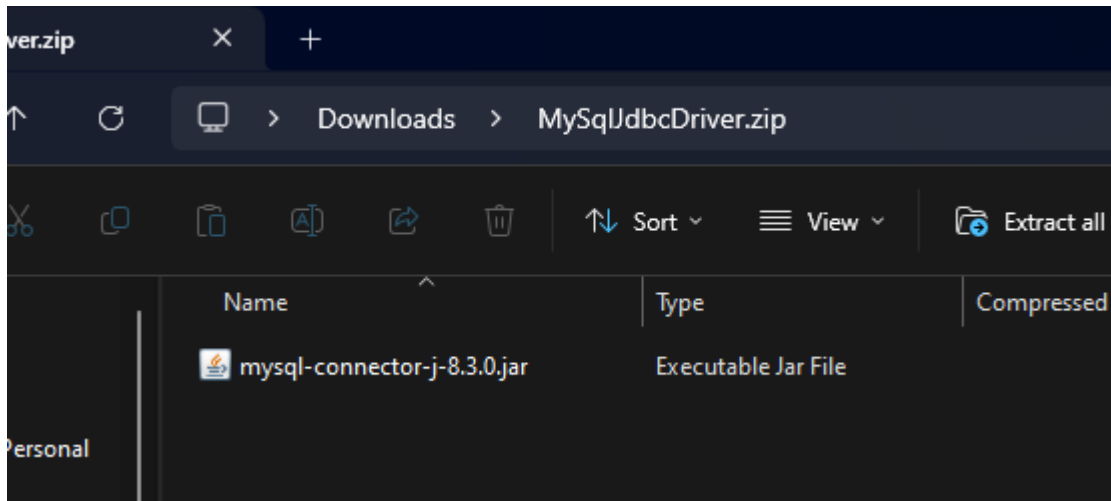 ver.zip
Downloads > MySqlJdbcDriver.zip
Sort View Extract all
Name Type Compressed
mysql-connector-j-8.3.0.jar Executable Jar File
Personal